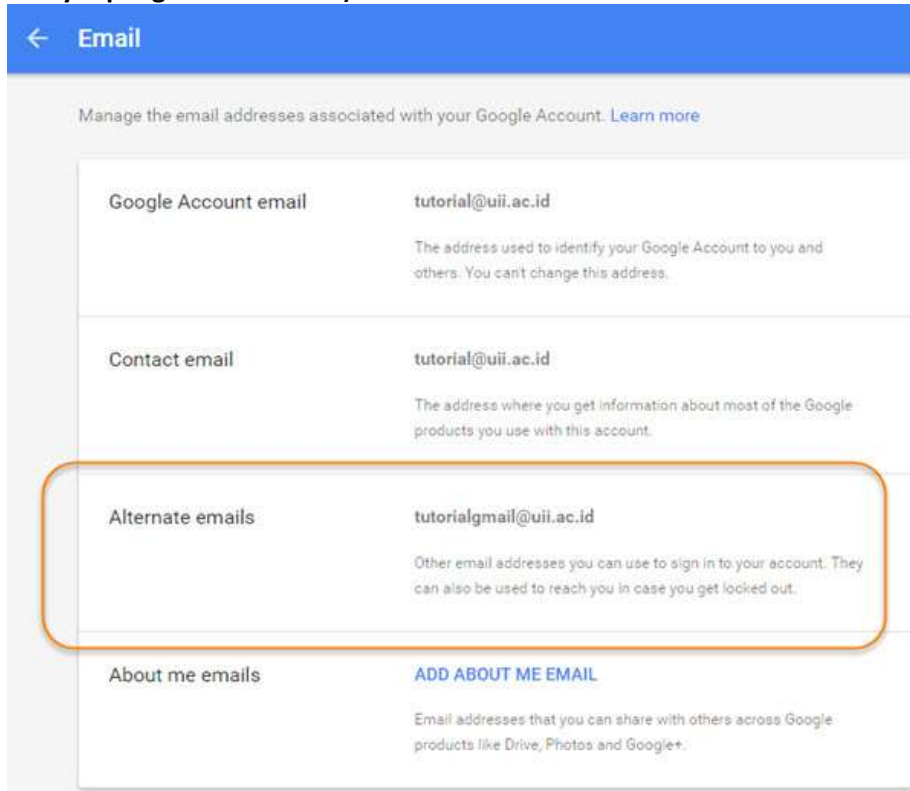 ← Email
Manage the email addresses associated with your Google Account. Learn more
Google Account email
tutorial@uii.ac.id
The address used to identify your Google Account to you and
others. You can't change this address.
Contact email
tutorial@uii.ac.id
The address where you get information about most of the Google
products you use with this account.
Alternate emails
tutorialgmail@uii.ac.id
Other email addresses you can use to sign in to your account. They
can also be used to reach you in case you get locked out.
About me emails
ADD ABOUT ME EMAIL
Email addresses that you can share with others across Google
products like Drive, Photos and Google+.